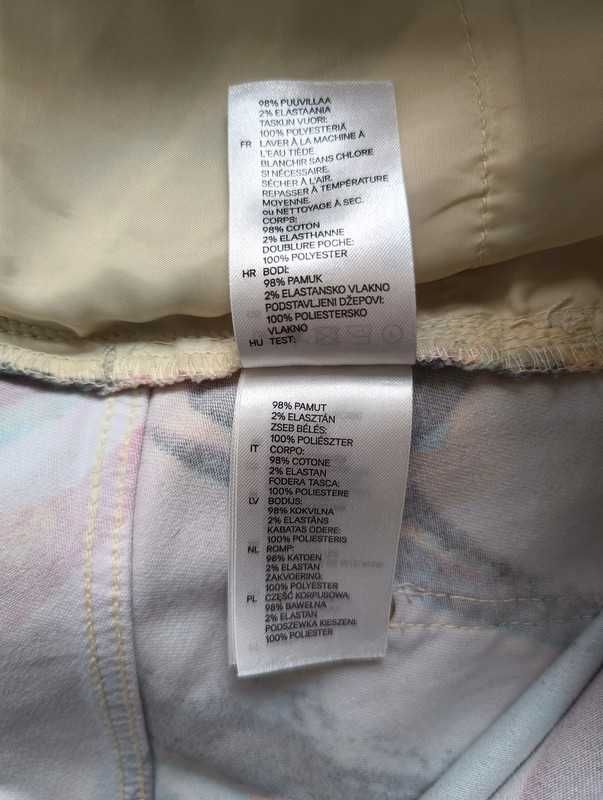 98% PUUVILLAA
2% ELASTAANIA
TASKUN VUORI:
100% POLYESTERIÄ
FR LAVER À LA MACHINE À
L'EAU TIÈDE
BLANCHIR SANS CHLORE
SI NÉCESSAIRE.
SÉCHER À L'AIR.
REPASSER À TEMPÉRATURE
MOYENNE.
ou NETTOYAGE À SEC.
CORPS:
98% COTON
2% ELASTHANNE
DOUBLURE POCHE:
100% POLYESTER
HR BODI:
98% PAMUK
2% ELASTANSKO VLAKNO
PODSTAVLJENI DŽEPOVI:
100% POLIESTERSKO
VLAKNO
HU TEST:
98% PAMUT
2% ELASZTÁN
ZSEB BÉLÉS:
100% POLIÉSZTER
IT CORPO:
98% COTONE
2% ELASTAN
FODERA TASCA:
100% POLIESTERE
LV BODIJS:
98% KOKVILNA
2% ELASTĀNS
KABATAS ODERE:
100% POLIESTERIS
NL ROMP:
98% KATOEN
2% ELASTAN
ZAKVOERING:
100% POLYESTER
PL CZĘŚĆ KORPUSOWA:
98% BAWEŁNA
2% ELASTAN
PODSZEWKA KIESZENI:
100% POLIESTER